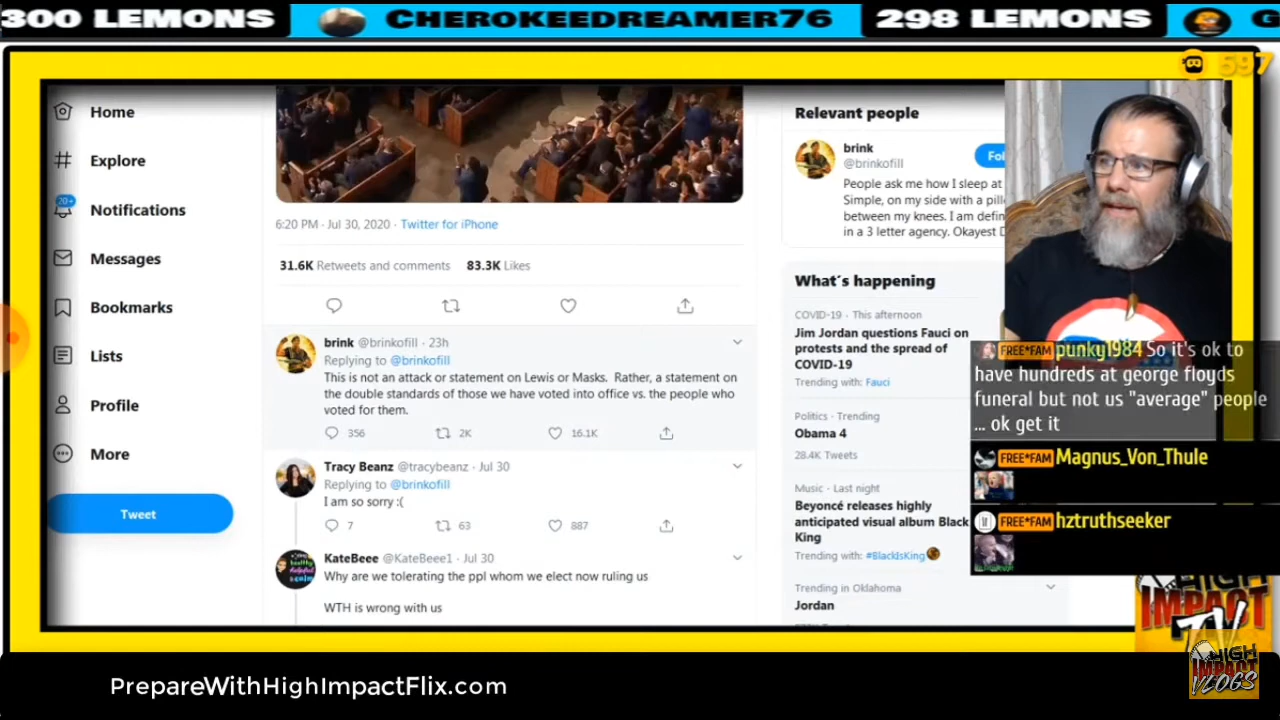 300 LEMONS
CHEROKEEDREAMER76
298 LEMONS
G
597
Home
Explore
20+
Notifications
Messages
Bookmarks
Lists
Profile
More
Tweet
6:20 PM · Jul 30, 2020 · Twitter for iPhone
31.6K Retweets and comments 83.3K Likes
brink @brinkofill · 23h
Replying to @brinkofill
This is not an attack or statement on Lewis or Masks. Rather, a statement on
the double standards of those we have voted into office vs. the people who
voted for them.
356 2K 16.1K
Tracy Beanz @tracybeanz · Jul 30
Replying to @brinkofill
I am so sorry :(
7 63 887
KateBeee @KateBeee1 · Jul 30
Why are we tolerating the ppl whom we elect now ruling us
WTH is wrong with us
Relevant people
brink
@brinkofill
Fol
People ask me how I sleep at
Simple, on my side with a pill
between my knees. I am defin
in a 3 letter agency. Okayest D
What's happening
COVID-19 · This afternoon
Jim Jordan questions Fauci on
protests and the spread of
COVID-19
Trending with: Fauci
Politics · Trending
Obama 4
28.4K Tweets
Music · Last night
Beyoncé releases highly
anticipated visual album Black
King
Trending with: #BlackIsKing
Trending in Oklahoma
Jordan
FREE*FAM punky1984 So it's ok to
have hundreds at george floyds
funeral but not us "average" people
... ok get it
FREE*FAM Magnus_Von_Thule
FREE*FAM hztruthseeker
HIGH
IMPACT
TV
HIGH
IMPACT
VLOGS
PrepareWithHighImpactFlix.com